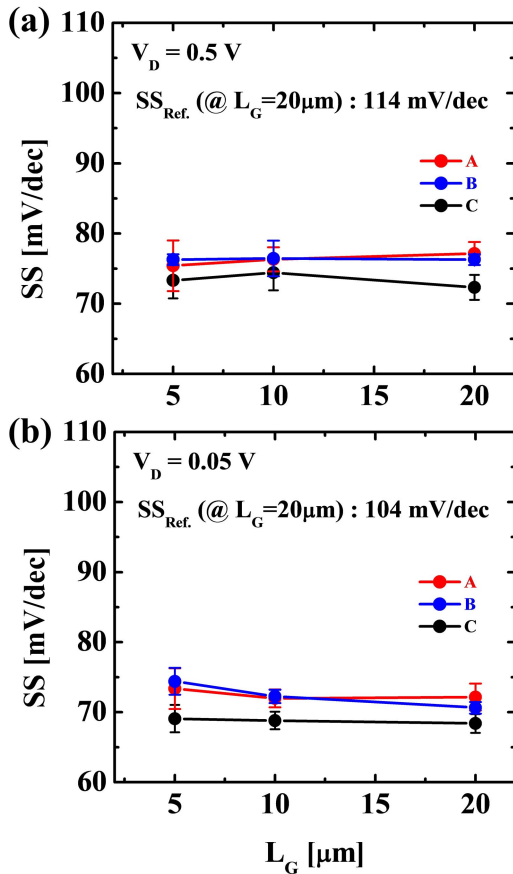 (a)
110
100
90
80
70
60
SS [mV/dec]
V_D = 0.5 V
SS_Ref. (@ L_G=20μm) : 114 mV/dec
A
B
C
5
10
15
20
(b)
110
100
90
80
70
60
SS [mV/dec]
V_D = 0.05 V
SS_Ref. (@ L_G=20μm) : 104 mV/dec
A
B
C
5
10
15
20
L_G [μm]